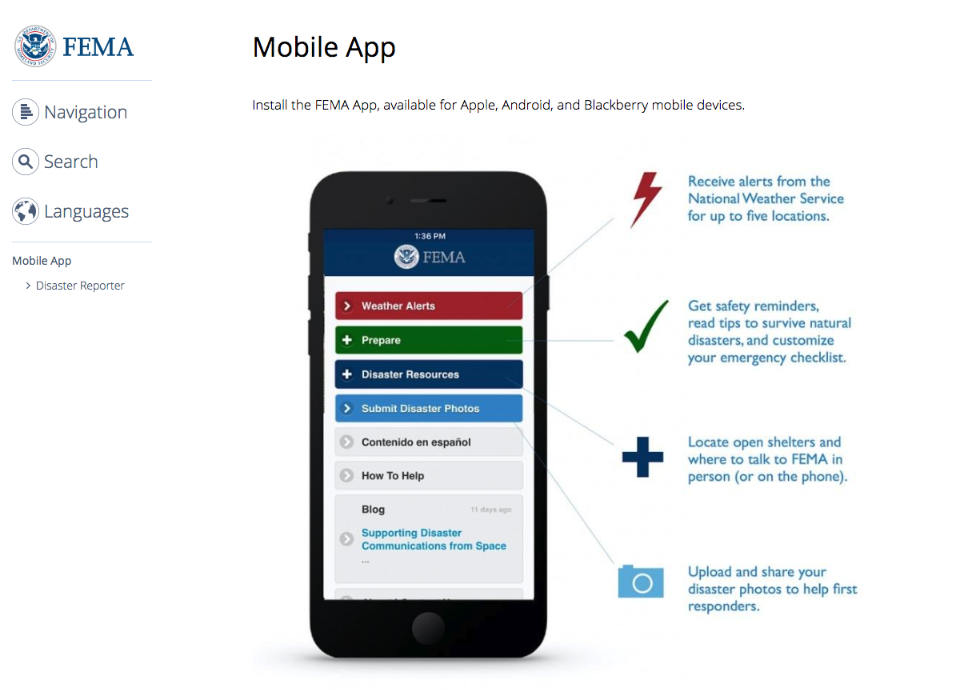 FEMA
Navigation
Search
Languages
Mobile App
Disaster Reporter
Mobile App
Install the FEMA App, available for Apple, Android, and Blackberry mobile devices.
1:36 PM
FEMA
Weather Alerts
Prepare
Disaster Resources
Submit Disaster Photos
Contenido en español
How To Help
Blog
11 days ago
Supporting Disaster
Communications from Space
...
Receive alerts from the
National Weather Service
for up to five locations.
Get safety reminders,
read tips to survive natural
disasters, and customize
your emergency checklist.
Locate open shelters and
where to talk to FEMA in
person (or on the phone).
Upload and share your
disaster photos to help first
responders.